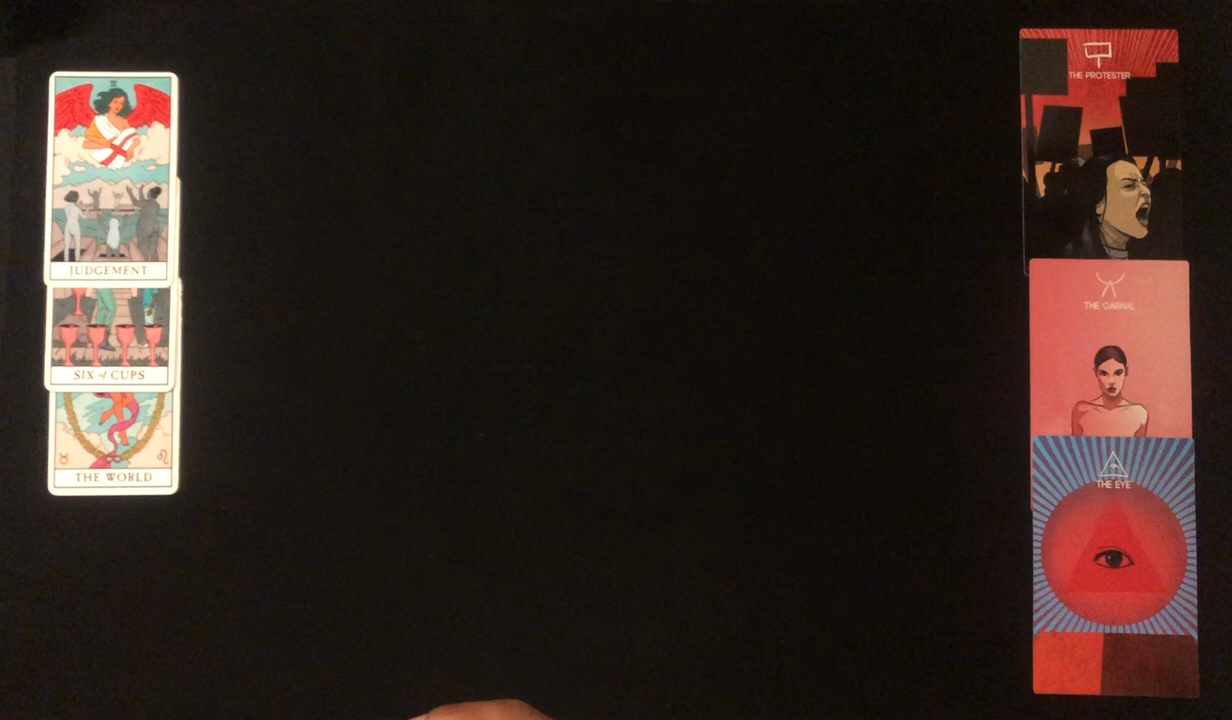 JUDGEMENT
SIX of CUPS
THE WORLD
THE PROTESTER
THE CARNAL
THE EYE